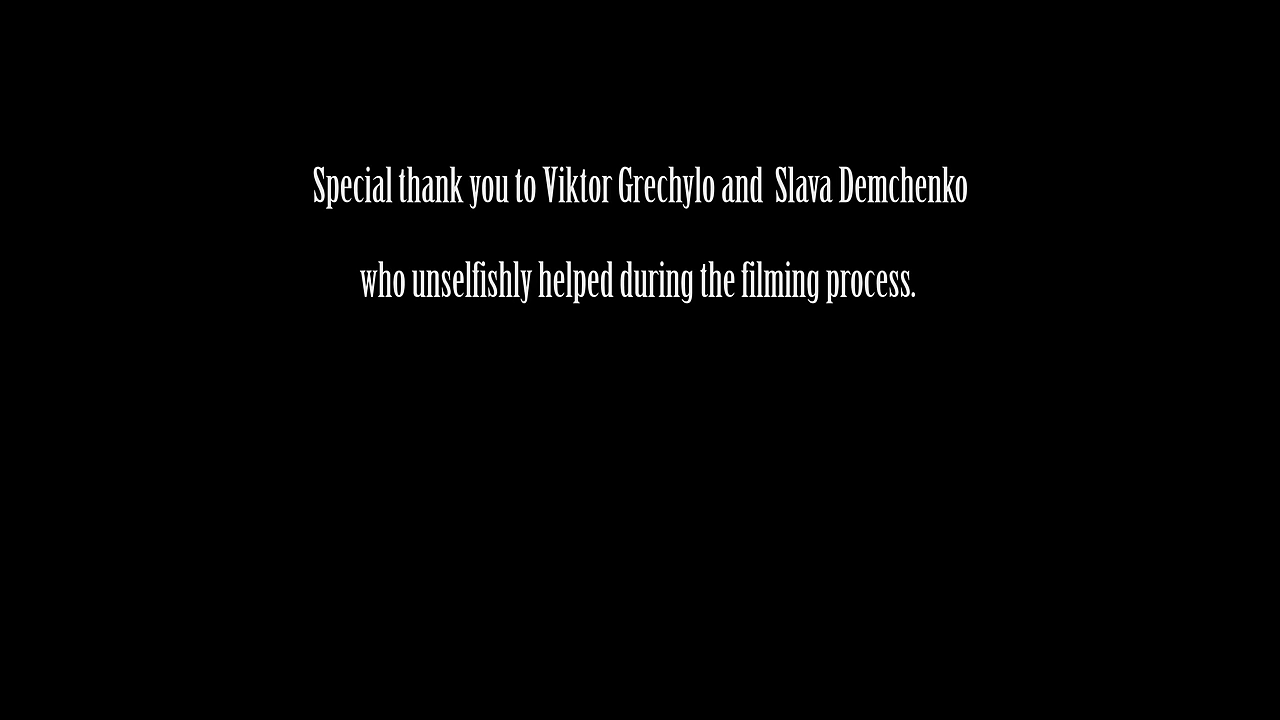 Special thank you to Viktor Grechylo and  Slava Demchenko
who unselfishly helped during the filming process.